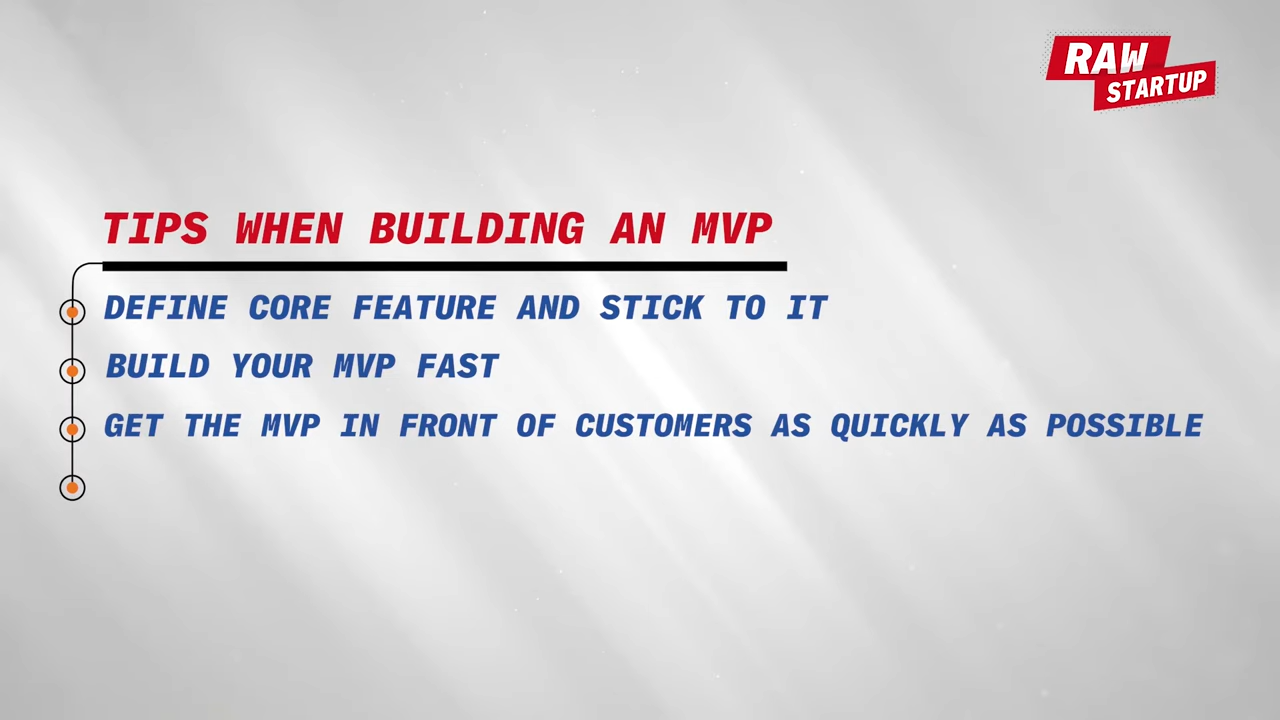 RAW
STARTUP
TIPS WHEN BUILDING AN MVP
DEFINE CORE FEATURE AND STICK TO IT
BUILD YOUR MVP FAST
GET THE MVP IN FRONT OF CUSTOMERS AS QUICKLY AS POSSIBLE